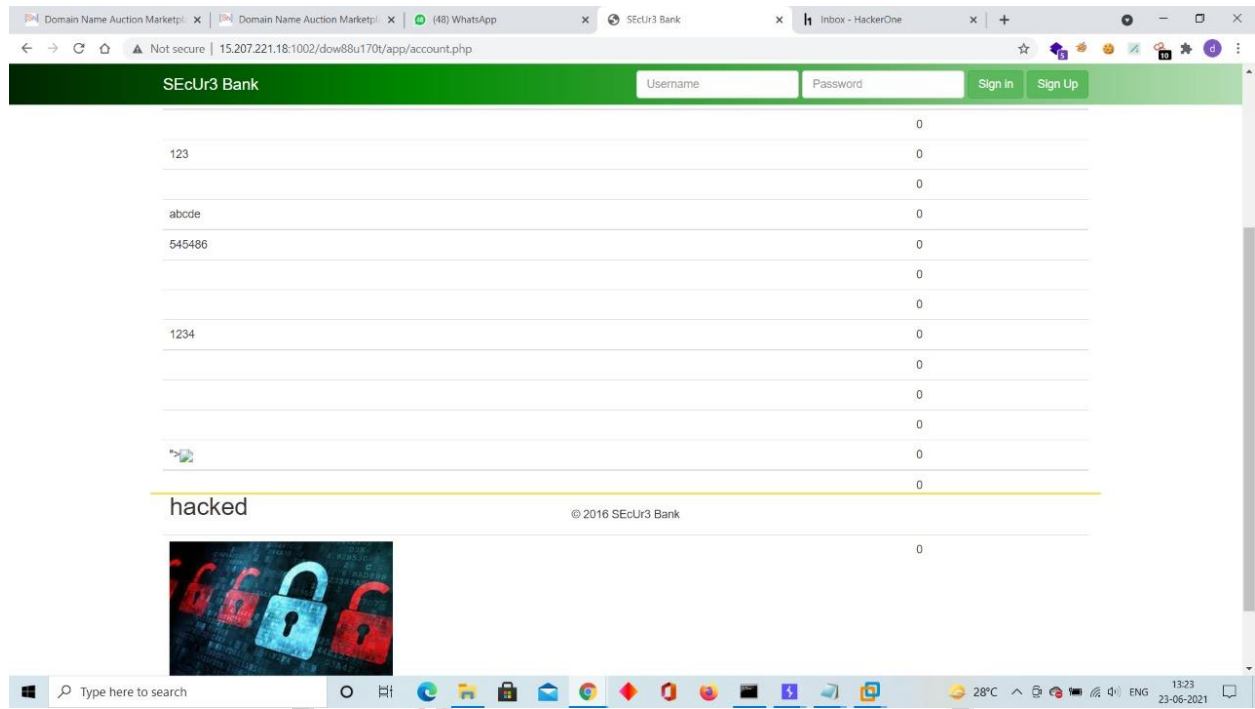 Domain Name Auction Marketpl
Domain Name Auction Marketpl
(48) WhatsApp
SEcUr3 Bank
Inbox - HackerOne
Not secure | 15.207.221.18:1002/dow88u170t/app/account.php
5
10
d
SEcUr3 Bank
Username
Password
Sign in
Sign Up
0
123 0
0
abcde 0
545486 0
0
0
1234 0
0
0
0
"> 0
0
hacked
© 2016 SEcUr3 Bank
0
Type here to search
28°C
ENG
13:23
23-06-2021